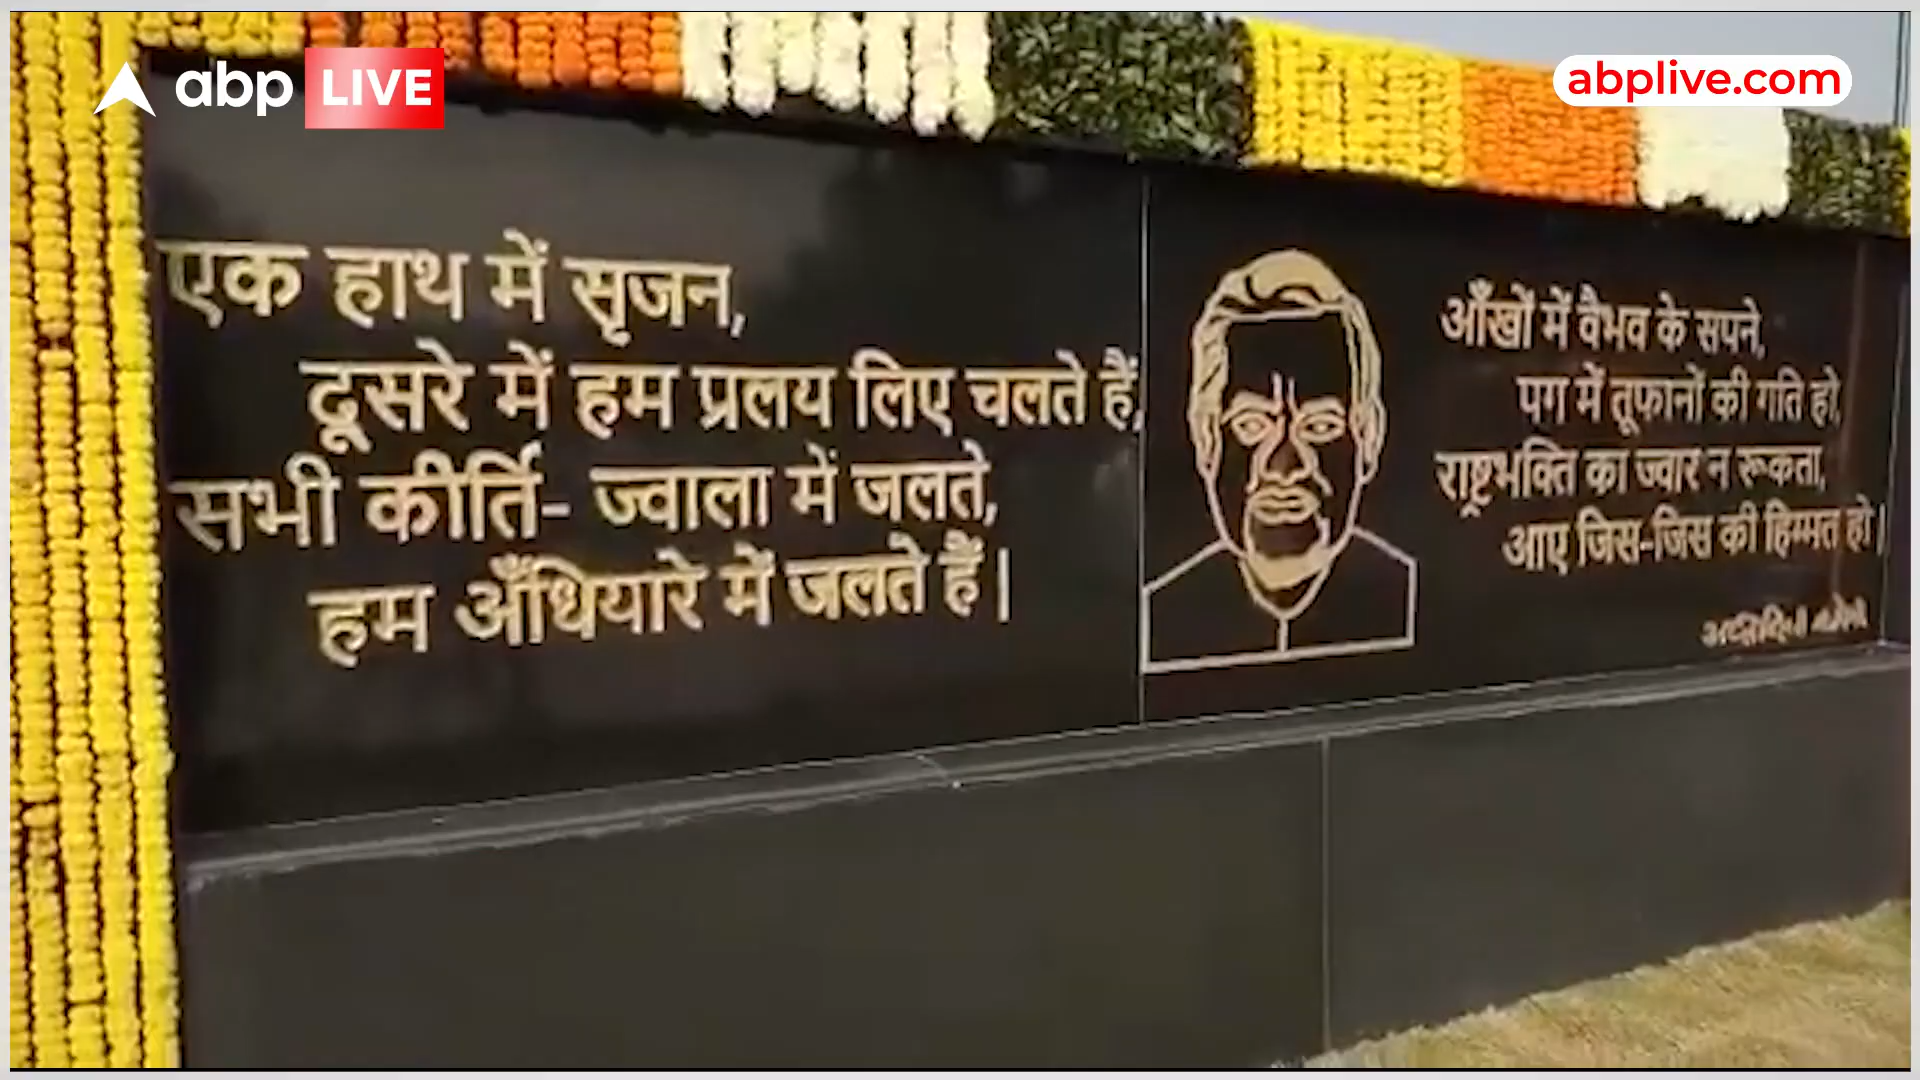 abp LIVE
abplive.com
एक हाथ में सृजन,
दूसरे में हम प्रलय लिए चलते हैं,
सभी कीर्ति- ज्वाला में जलते,
हम अँधियारे में जलते हैं|
आँखों में वैभव के सपने,
पग में तूफानों की गति हो,
राष्ट्रभक्ति का ज्वार न रूकता,
आए जिस-जिस की हिम्मत हो|